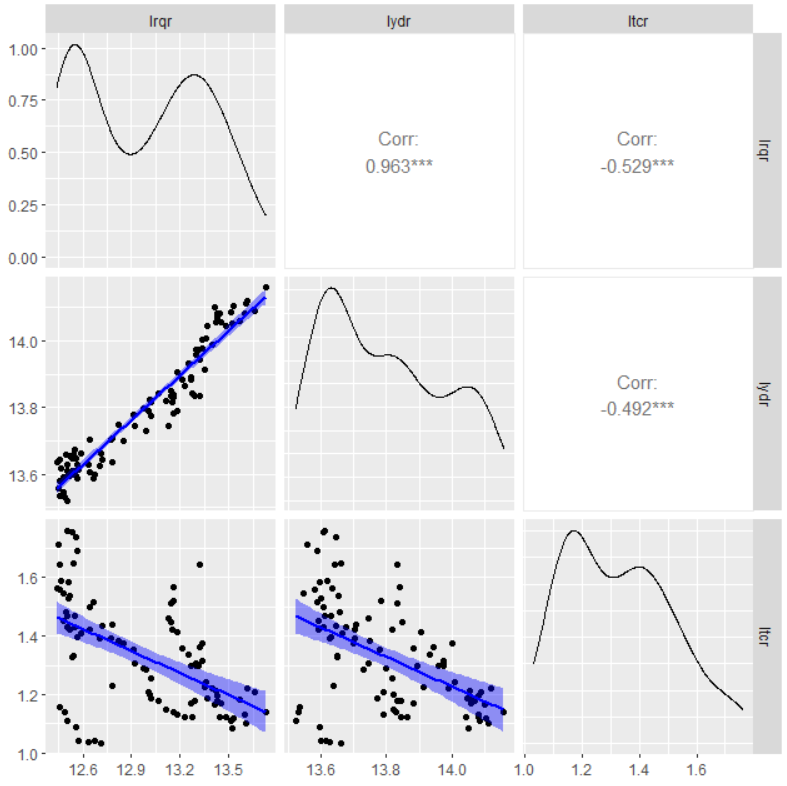 lrqr lydr ltcr
1.00
0.75
0.50
0.25
0.00
Corr:
0.963***
Corr:
-0.529***
lrqr
14.0
13.8
13.6
Corr:
-0.492***
lydr
1.6
1.4
1.2
1.0
ltcr
12.6 12.9 13.2 13.5 13.6 13.8 14.0 1.0 1.2 1.4 1.6